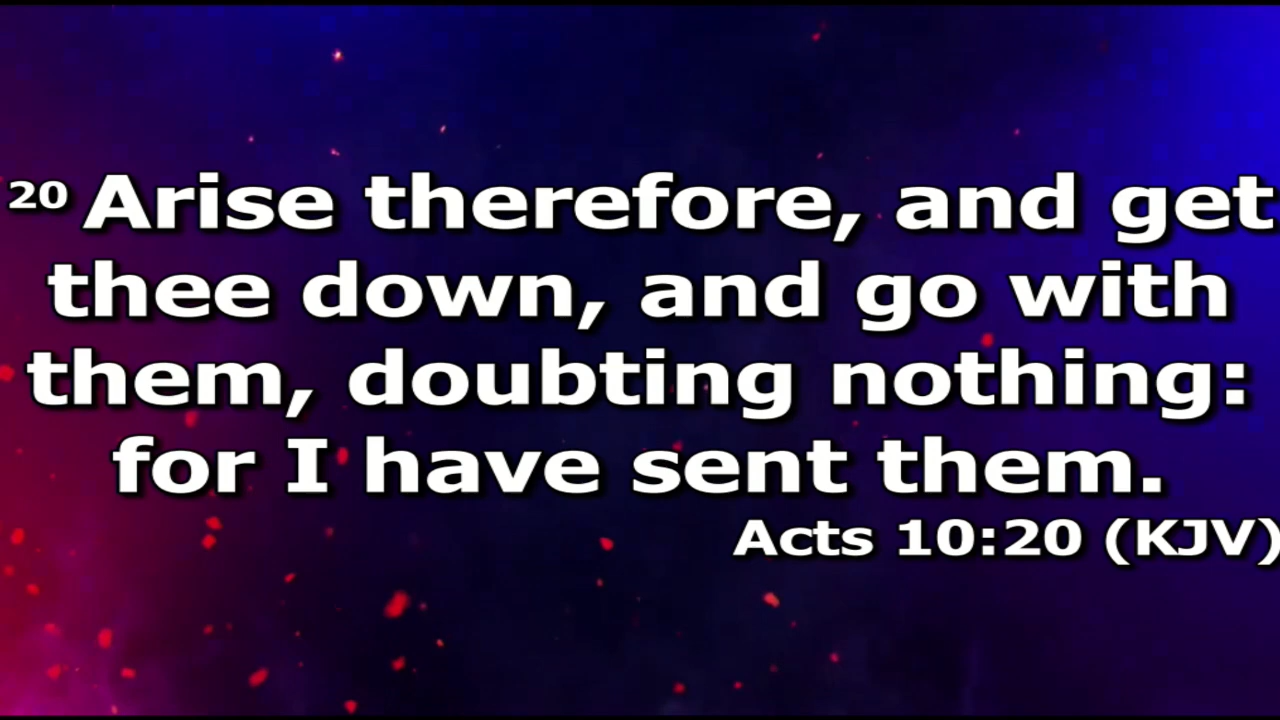 20 Arise therefore, and get
thee down, and go with
them, doubting nothing:
for I have sent them.
Acts 10:20 (KJV)